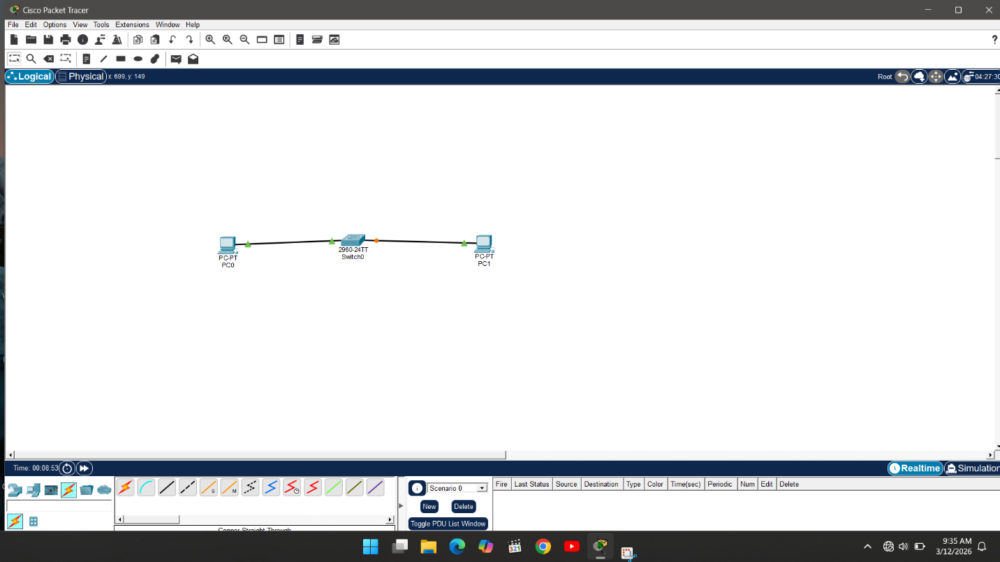 Cisco Packet Tracer
File Edit Options View Tools Extensions Window Help
?
Logical Physical x: 699, y: 149 Root 04:27:30
PC-PT
PC0
2960-24TT
Switch0
PC-PT
PC1
Time: 00:08:53 Realtime Simulation
S M
Scenario 0
New Delete
Toggle PDU List Window
Fire Last Status Source Destination Type Color Time(sec) Periodic Num Edit Delete
Copper Straight-Through
321
9:35 AM
3/12/2026